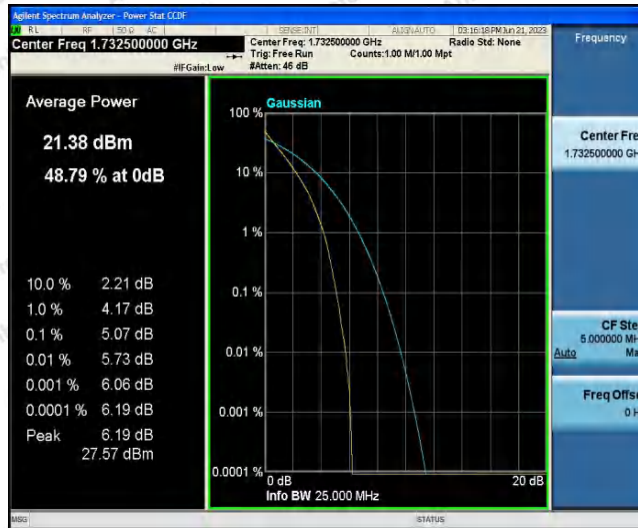 Agilent Spectrum Analyzer - Power Stat CCDF
RL RF 50 Ω AC SENSE:INT ALIGN AUTO 03:16:18 PM Jun 21, 2023
Center Freq 1.732500000 GHz
Center Freq: 1.732500000 GHz Radio Std: None
Trig: Free Run Counts:1.00 M/1.00 Mpt
#IFGain:Low #Atten: 46 dB
Frequency
Average Power
21.38 dBm
48.79 % at 0dB
10.0 % 2.21 dB
1.0 % 4.17 dB
0.1 % 5.07 dB
0.01 % 5.73 dB
0.001 % 6.06 dB
0.0001 % 6.19 dB
Peak 6.19 dB
27.57 dBm
Gaussian
100 %
10 %
1 %
0.1 %
0.01 %
0.001 %
0.0001 %
0 dB 20 dB
Info BW 25.000 MHz
Center Fre
1.732500000 GH
CF Ste
5.000000 MH
Auto Ma
Freq Offse
0 H
MSG STATUS